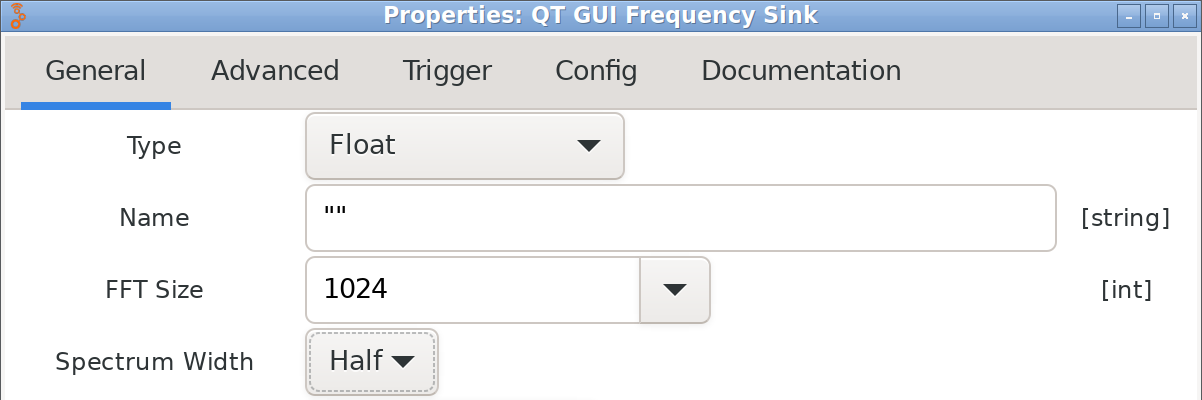 Properties: QT GUI Frequency Sink
General Advanced Trigger Config Documentation
Type Float
Name "" [string]
FFT Size 1024 [int]
Spectrum Width Half